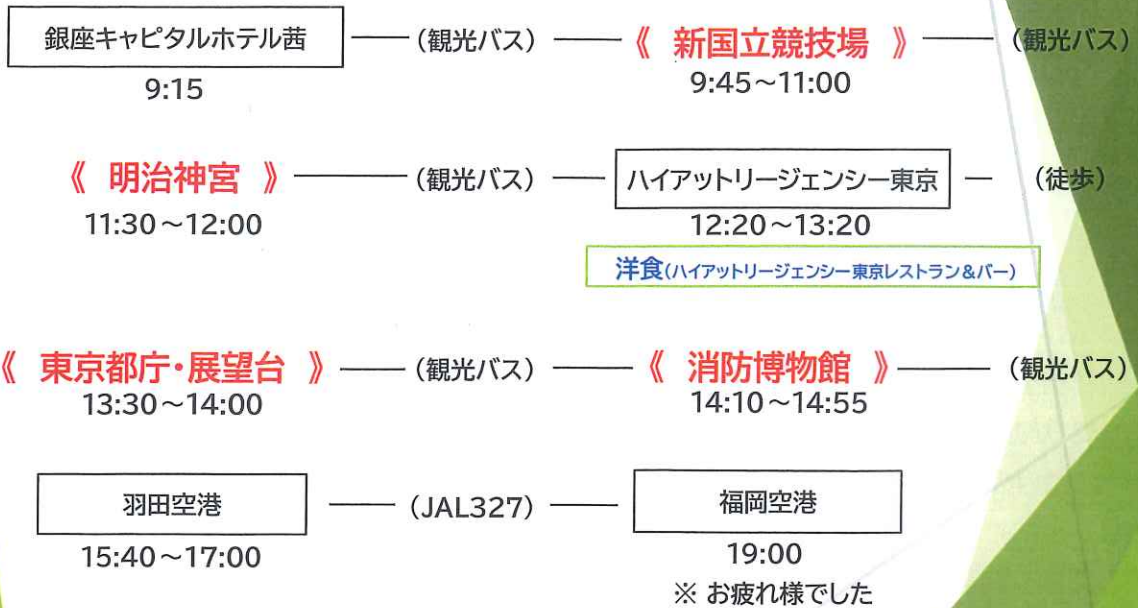 銀座キャピタルホテル茜 ―― (観光バス) ―― 《 新国立競技場 》 ―― (観光バス)
9:15 9:45～11:00
《 明治神宮 》 ―― (観光バス) ―― ハイアットリージェンシー東京 ― (徒歩)
11:30～12:00 12:20～13:20
洋食(ハイアットリージェンシー東京レストラン&バー)
《 東京都庁・展望台 》 ―― (観光バス) ―― 《 消防博物館 》 ―― (観光バス)
13:30～14:00 14:10～14:55
羽田空港 ―― (JAL327) ―― 福岡空港
15:40～17:00 19:00
※ お疲れ様でした